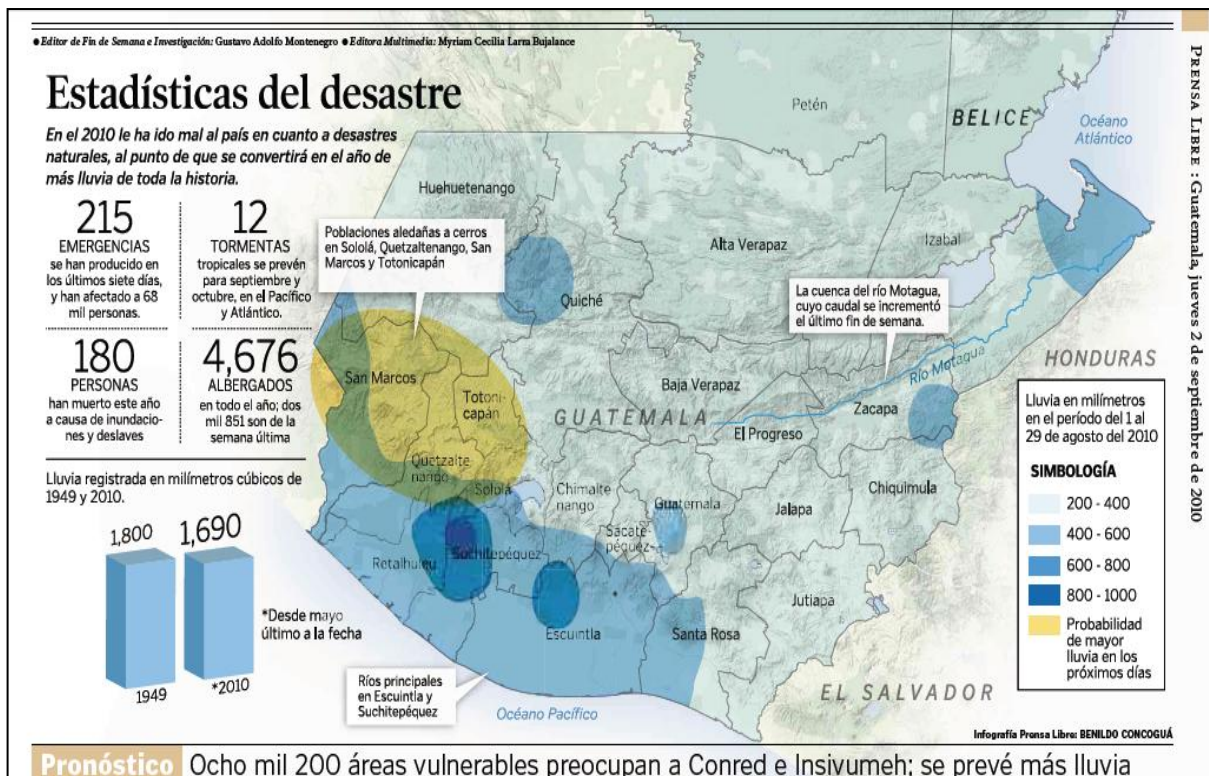 ● Editor de Fin de Semana e Investigación: Gustavo Adolfo Montenegro ● Editora Multimedia: Myriam Cecilia Larra Bujalance
PRENSA LIBRE : Guatemala, jueves 2 de septiembre de 2010
Estadísticas del desastre
En el 2010 le ha ido mal al país en cuanto a desastres
naturales, al punto de que se convertirá en el año de
más lluvia de toda la historia.
215
EMERGENCIAS
se han producido en
los últimos siete días,
y han afectado a 68
mil personas.
12
TORMENTAS
tropicales se prevén
para septiembre y
octubre, en el Pacífico
y Atlántico.
180
PERSONAS
han muerto este año
a causa de inundacio-
nes y deslaves
4,676
ALBERGADOS
en todo el año; dos
mil 851 son de la
semana última
Lluvia registrada en milímetros cúbicos de
1949 y 2010.
1,800
1,690
1949
*2010
*Desde mayo
último a la fecha
Petén
BELICE
Océano
Atlántico
Huehuetenango
Poblaciones aledañas a cerros
en Sololá, Quetzaltenango, San
Marcos y Totonicapán
Alta Verapaz
Izabal
Quiché
La cuenca del río Motagua,
cuyo caudal se incrementó
el último fin de semana.
Río Motagua
HONDURAS
San Marcos
Totoni-
capán
Baja Verapaz
Zacapa
GUATEMALA
El Progreso
Quetzalte-
nango
Sololá
Chimalte
nango
Guatemala
Chiquimula
Jalapa
Sacate-
péquez
Retalhuleu
Suchitepéquez
Jutiapa
Escuintla
Santa Rosa
Ríos principales
en Escuintla y
Suchitepéquez
Océano Pacífico
EL SALVADOR
Lluvia en milímetros
en el período del 1 al
29 de agosto del 2010
SIMBOLOGÍA
200 - 400
400 - 600
600 - 800
800 - 1000
Probabilidad
de mayor
lluvia en los
próximos días
Infografía Prensa Libre: BENILDO CONCOGUÁ
Pronóstico Ocho mil 200 áreas vulnerables preocupan a Conred e Insivumeh; se prevé más lluvia